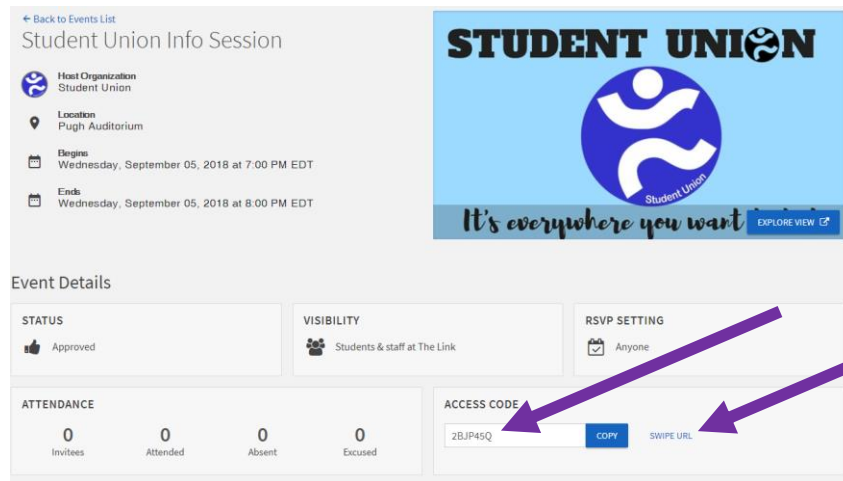 ← Back to Events List
Student Union Info Session
Host Organization
Student Union
Location
Pugh Auditorium
Begins
Wednesday, September 05, 2018 at 7:00 PM EDT
Ends
Wednesday, September 05, 2018 at 8:00 PM EDT
STUDENT UNION
Student Union
It's everywhere you want
EXPLORE VIEW
Event Details
STATUS
Approved
VISIBILITY
Students & staff at The Link
RSVP SETTING
Anyone
ATTENDANCE
0 0 0 0
Invitees Attended Absent Excused
ACCESS CODE
2BJP45Q COPY SWIPE URL